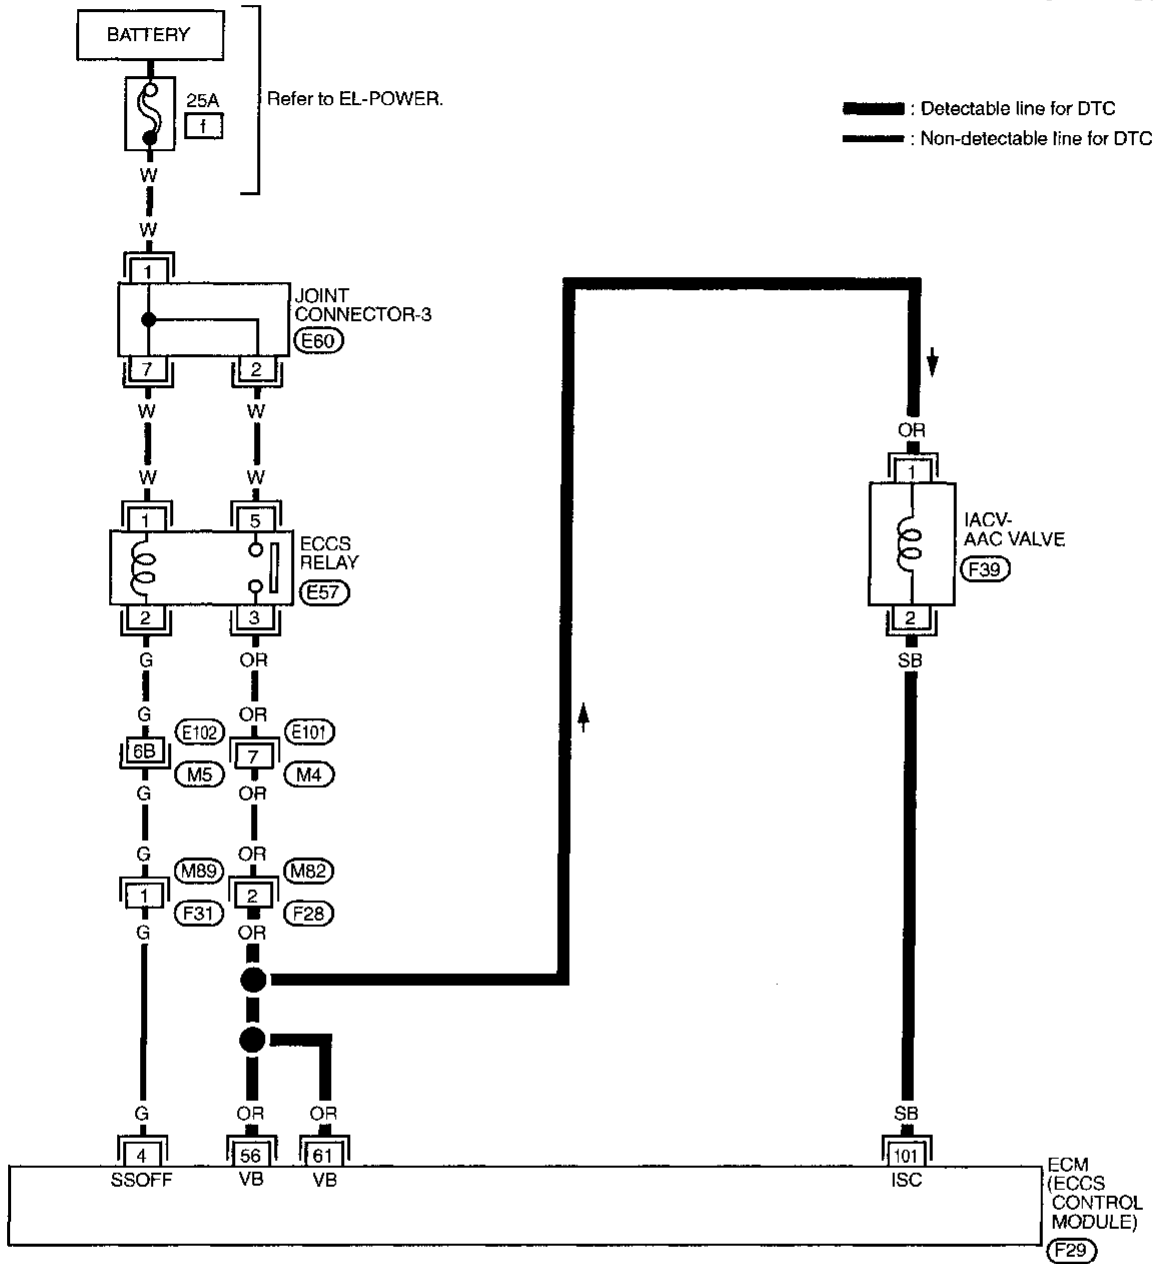 BATTERY
25A
f
Refer to EL-POWER.
: Detectable line for DTC
: Non-detectable line for DTC
W
W
1
JOINT
CONNECTOR-3
E60
7 2
W W
W W
1 5
ECCS
RELAY
E57
2 3
G OR
G OR
E102 E101
6B 7
M5 M4
G OR
G OR
M89 M82
1 2
F31 F28
G OR
OR
1
IACV-
AAC VALVE
F39
2
SB
G OR OR SB
4 56 61 101
SSOFF VB VB ISC
ECM
(ECCS
CONTROL
MODULE)
F29